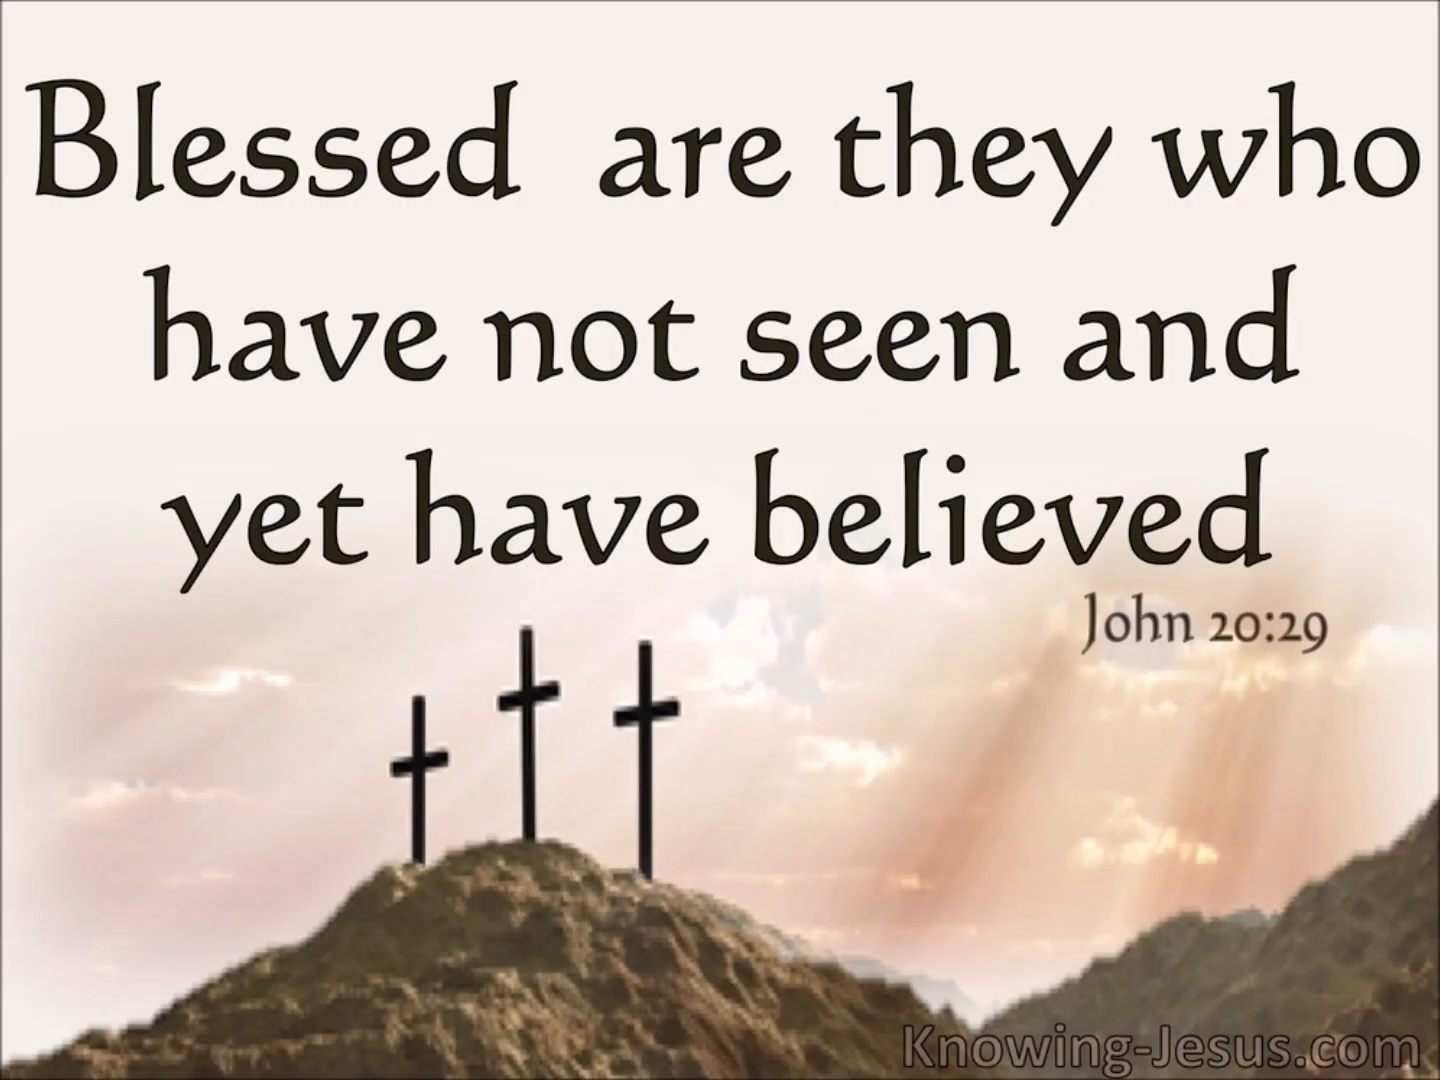 Blessed are they who
have not seen and
yet have believed
John 20:29
Knowing-Jesus.com